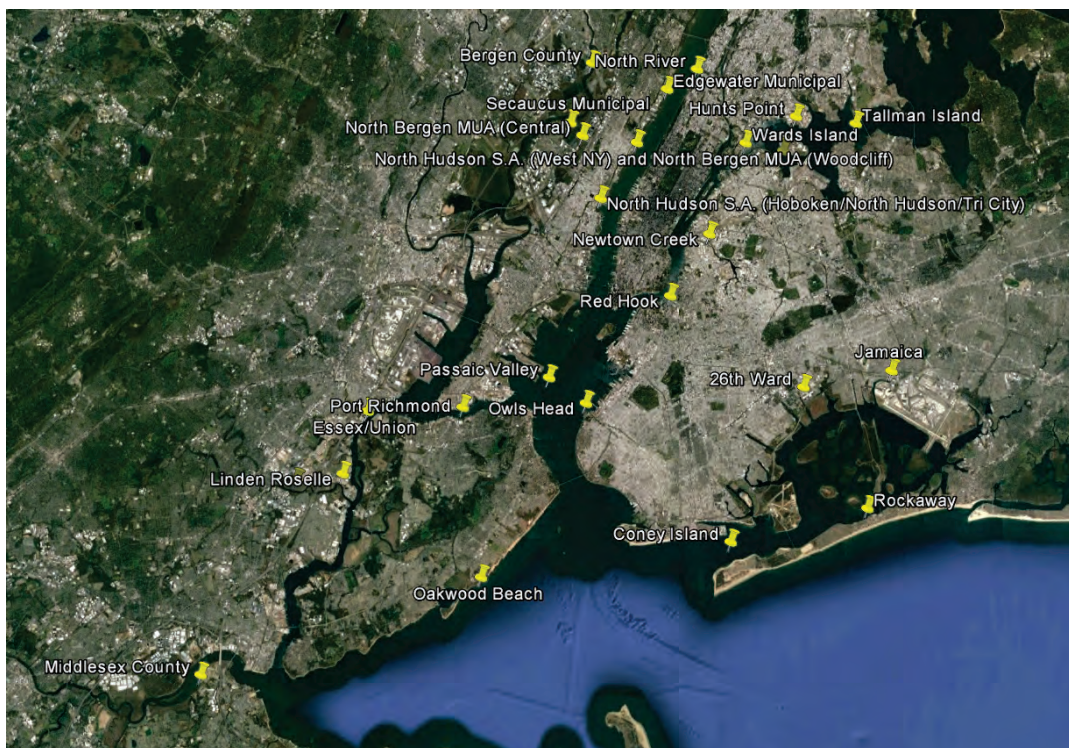 Bergen County
North River
Edgewater Municipal
Secaucus Municipal
Hunts Point
Tallman Island
North Bergen MUA (Central)
Wards Island
North Hudson S.A. (West NY) and North Bergen MUA (Woodcliff)
North Hudson S.A. (Hoboken/North Hudson/Tri City)
Newtown Creek
Red Hook
Jamaica
Passaic Valley
26th Ward
Port Richmond
Owls Head
Essex/Union
Linden Roselle
Rockaway
Coney Island
Oakwood Beach
Middlesex County